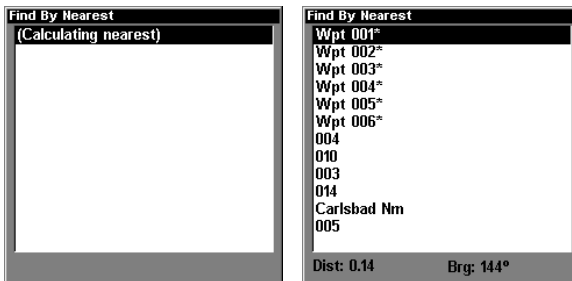 Find By Nearest
(Calculating nearest)
Find By Nearest
Wpt 001*
Wpt 002*
Wpt 003*
Wpt 004*
Wpt 005*
Wpt 006*
004
010
003
014
Carlsbad Nm
005
Dist: 0.14 Brg: 144°